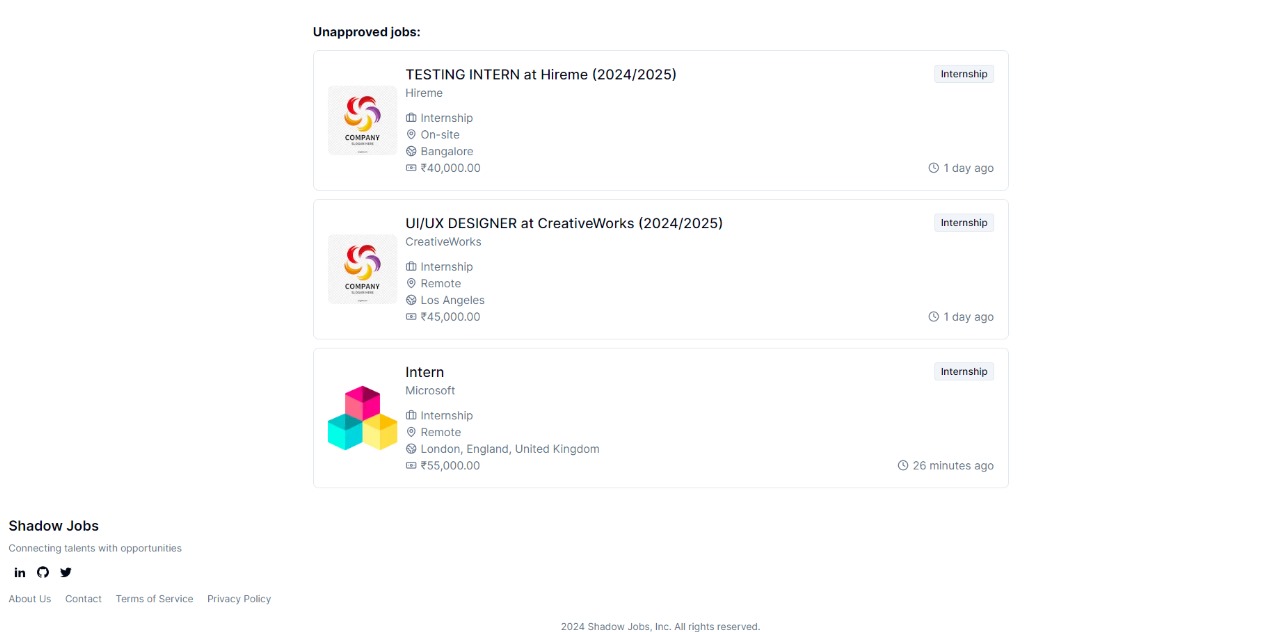 Unapproved jobs:
TESTING INTERN at Hireme (2024/2025)
Internship
Hireme
Internship
On-site
Bangalore
₹40,000.00
1 day ago
COMPANY
UI/UX DESIGNER at CreativeWorks (2024/2025)
Internship
CreativeWorks
Internship
Remote
Los Angeles
₹45,000.00
1 day ago
COMPANY
Intern
Internship
Microsoft
Internship
Remote
London, England, United Kingdom
₹55,000.00
26 minutes ago
Shadow Jobs
Connecting talents with opportunities
in
About Us Contact Terms of Service Privacy Policy
2024 Shadow Jobs, Inc. All rights reserved.